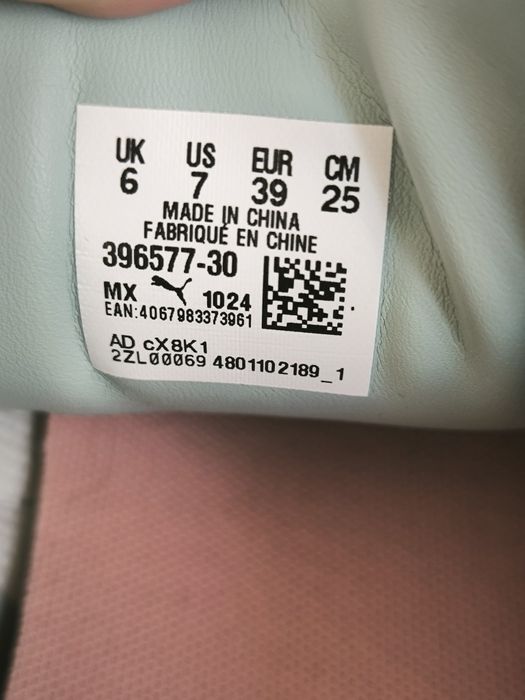 UK US EUR CM
6 7 39 25
MADE IN CHINA
FABRIQUÉ EN CHINE
396577-30
MX 1024
EAN:4067983373961
AD cX8K1
2ZL00069 4801102189_1